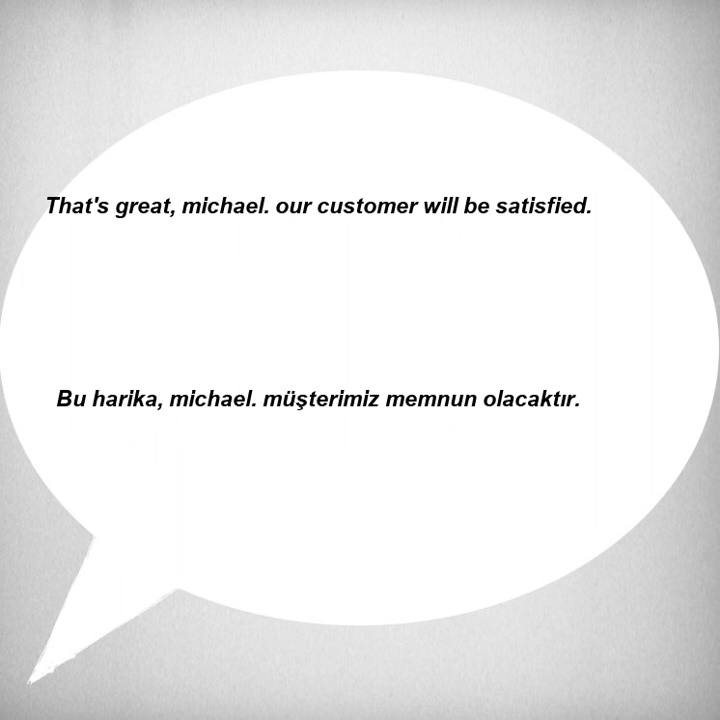 That's great, michael. our customer will be satisfied.
Bu harika, michael. müşterimiz memnun olacaktır.